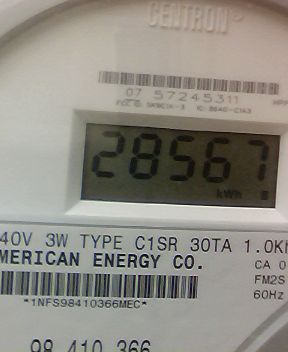 CENTRON
07 57245311
28567
kWh
40V 3W TYPE C1SR 30TA 1.0K
MERICAN ENERGY CO. CA 0
FM2S
*1NFS98410366MEC* 60Hz
98 410 366